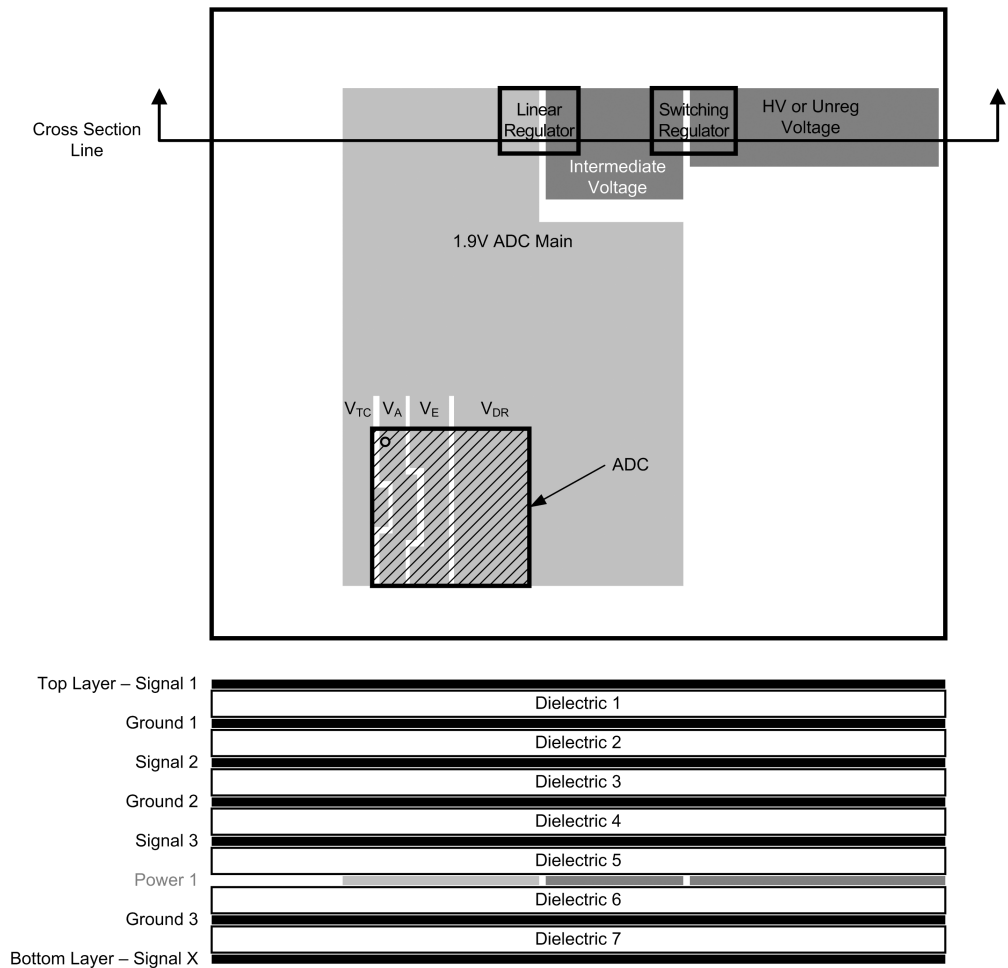 Cross Section
Line
Linear
Regulator
Switching
Regulator
HV or Unreg
Voltage
Intermediate
Voltage
1.9V ADC Main
VTC VA VE VDR
ADC
Top Layer – Signal 1
Dielectric 1
Ground 1
Dielectric 2
Signal 2
Dielectric 3
Ground 2
Dielectric 4
Signal 3
Dielectric 5
Power 1
Dielectric 6
Ground 3
Dielectric 7
Bottom Layer – Signal X